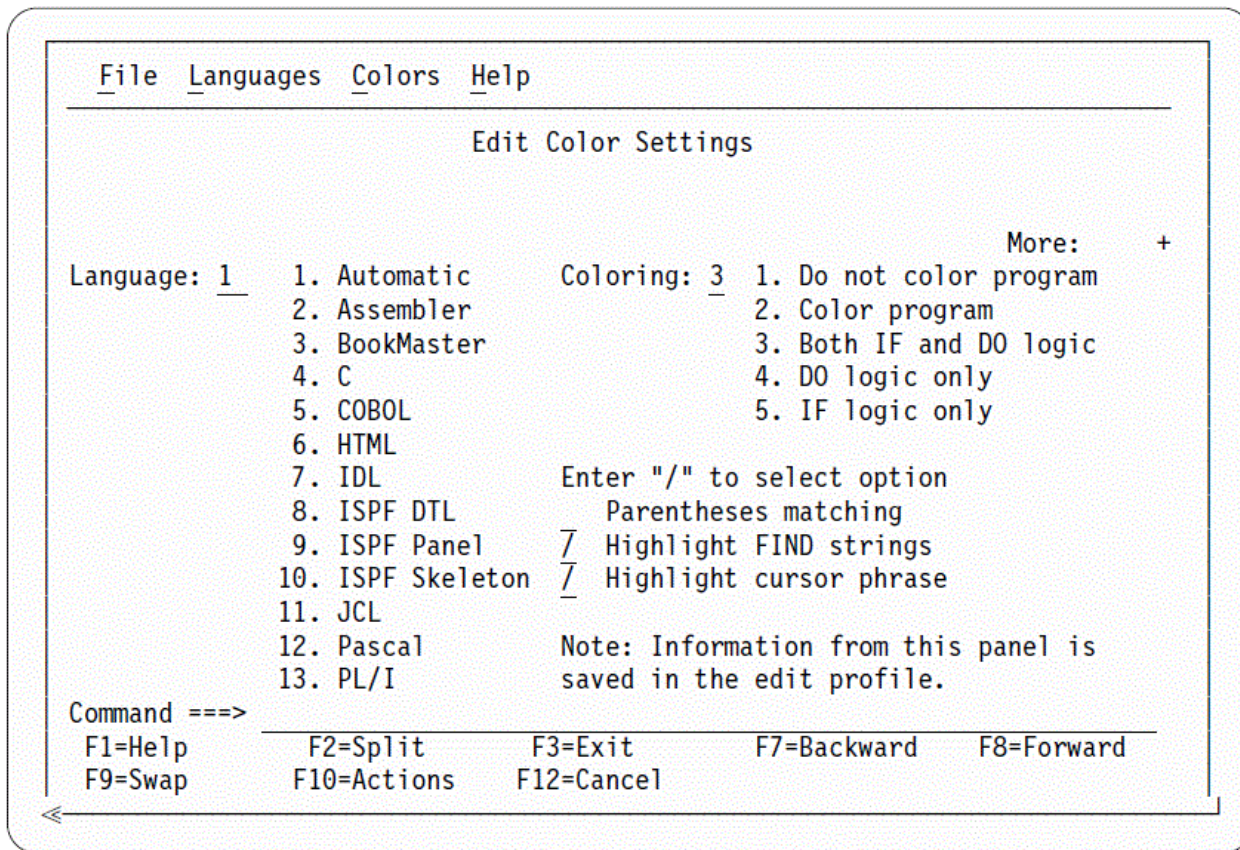 File  Languages  Colors  Help
Edit Color Settings
More:     +
Language: 1   1. Automatic      Coloring: 3  1. Do not color program
2. Assembler                   2. Color program
3. BookMaster                  3. Both IF and DO logic
4. C                           4. DO logic only
5. COBOL                       5. IF logic only
6. HTML
7. IDL           Enter "/" to select option
8. ISPF DTL         Parentheses matching
9. ISPF Panel    /  Highlight FIND strings
10. ISPF Skeleton  /  Highlight cursor phrase
11. JCL
12. Pascal         Note: Information from this panel is
13. PL/I           saved in the edit profile.
Command ===>
F1=Help        F2=Split       F3=Exit        F7=Backward    F8=Forward
F9=Swap       F10=Actions    F12=Cancel